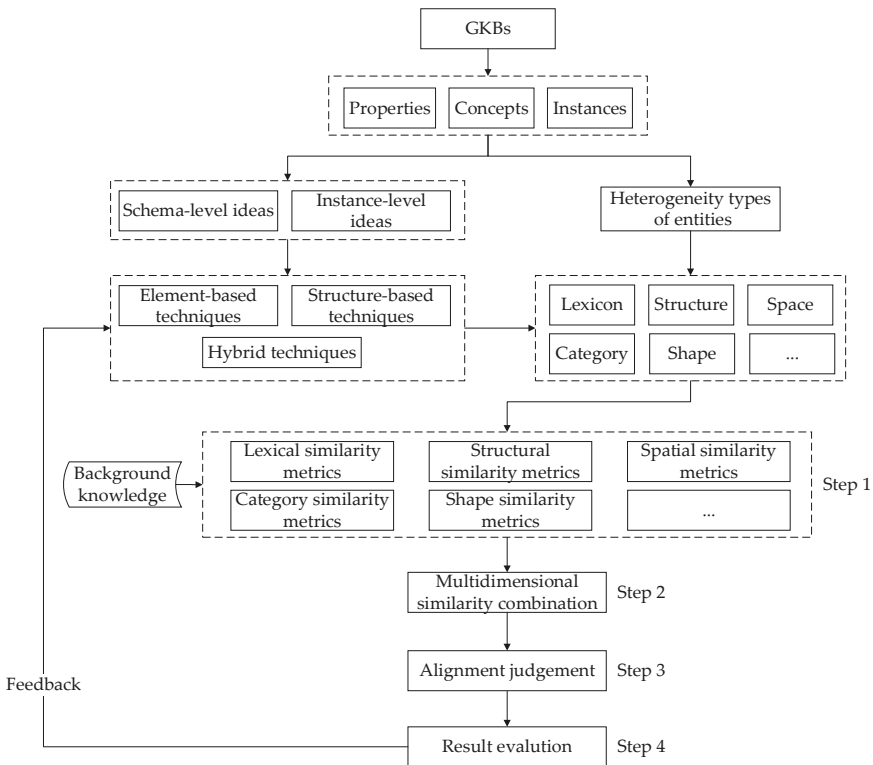 GKBs
Properties
Concepts
Instances
Schema-level ideas
Instance-level
ideas
Heterogeneity types
of entities
Element-based
techniques
Structure-based
techniques
Hybrid techniques
Lexicon
Structure
Space
Category
Shape
...
Lexical similarity
metrics
Structural
similarity metrics
Spatial similarity
metrics
Background
knowledge
Category similarity
metrics
Shape similarity
metrics
...
Step 1
Multidimensional
similarity combination
Step 2
Alignment judgement
Step 3
Feedback
Result evalution
Step 4